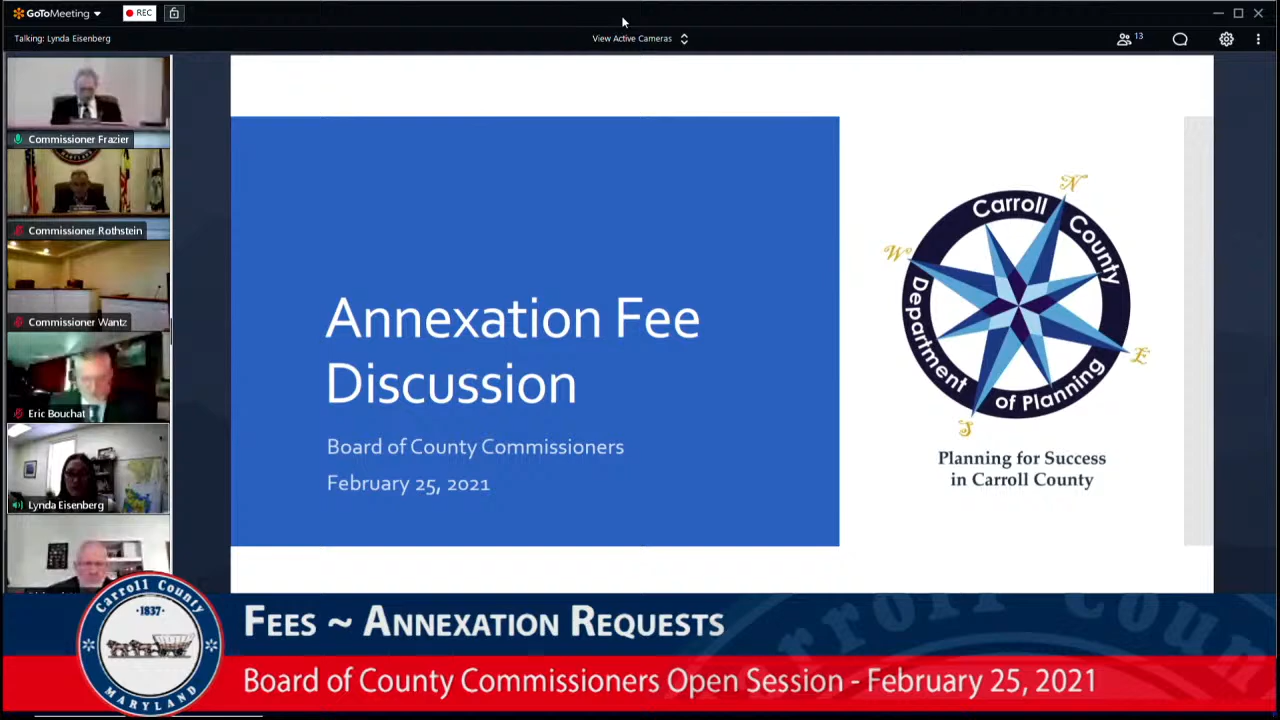 GoToMeeting
REC
Talking: Lynda Eisenberg
View Active Cameras
13
Commissioner Frazier
Commissioner Rothstein
Commissioner Wantz
Eric Bouchat
Lynda Eisenberg
Annexation Fee
Discussion
Board of County Commissioners
February 25, 2021
N
W
E
S
Carroll County
Department of Planning
Planning for Success
in Carroll County
Carroll County
·1837·
MARYLAND
FEES ~ ANNEXATION REQUESTS
Board of County Commissioners Open Session - February 25, 2021